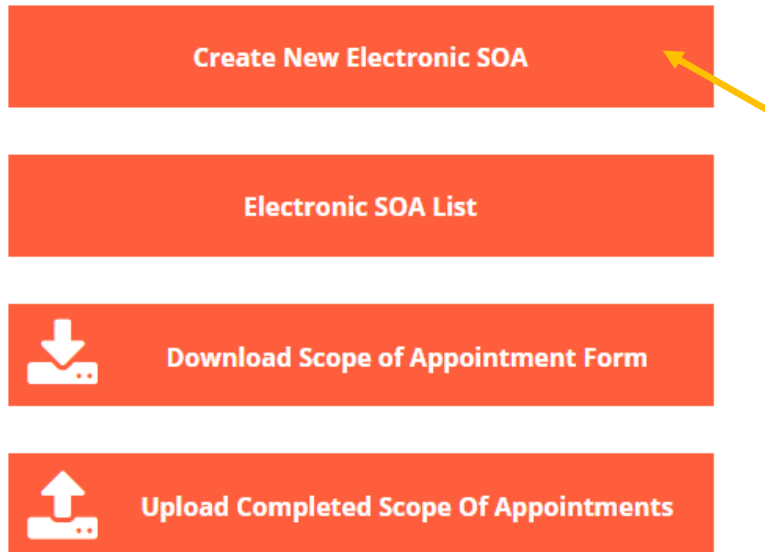 Create New Electronic SOA
Electronic SOA List
Download Scope of Appointment Form
Upload Completed Scope Of Appointments